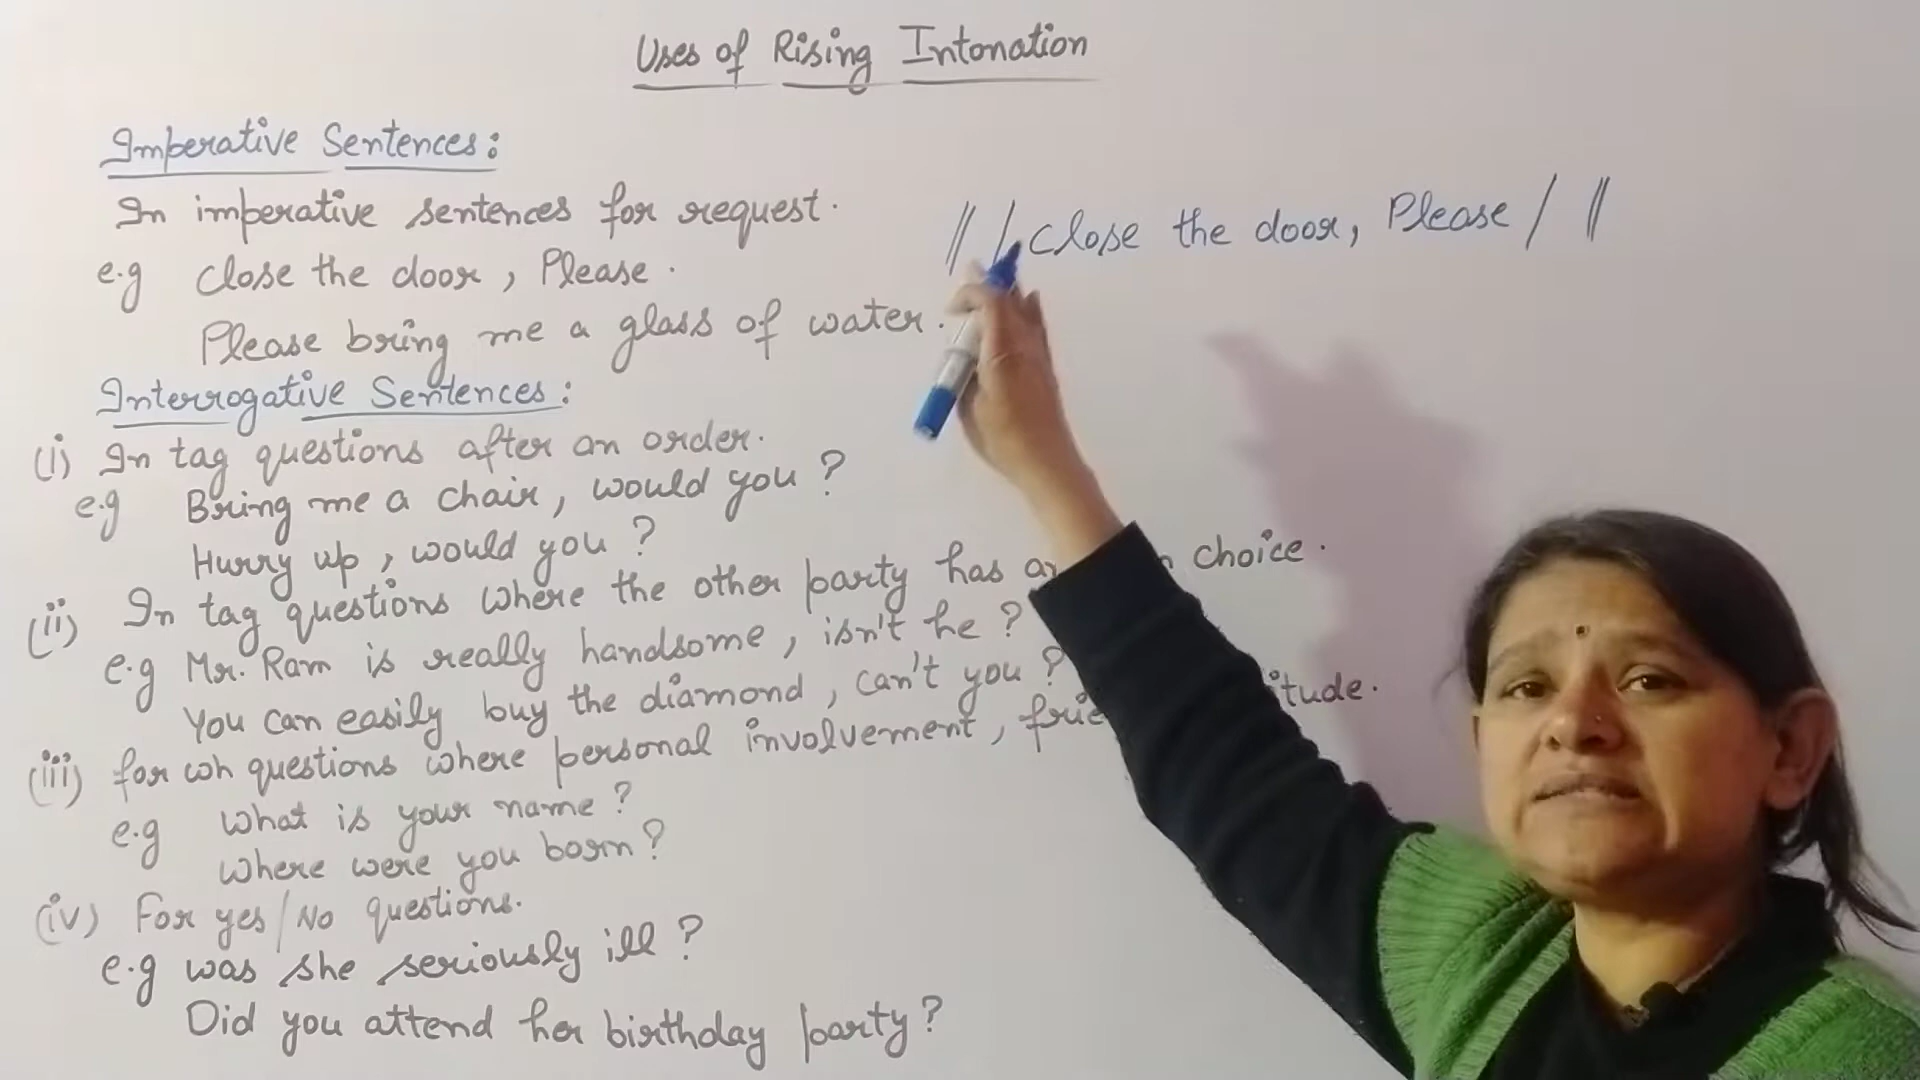 Uses of Rising Intonation
Imperative Sentences:
In imperative sentences for request.
e.g close the door, Please.
Please bring me a glass of water.
// / Close the door, Please / //
Interrogative Sentences:
(i) In tag questions after an order.
e.g Bring me a chair, would you?
Hurry up, would you?
(ii) In tag questions where the other party has choice.
e.g Mr. Ram is really handsome, isn't he?
You can easily buy the diamond, can't you?
(iii) for wh questions where personal involvement,
e.g What is your name?
Where were you born?
(iv) For yes/No questions.
e.g was she seriously ill?
Did you attend her birthday party?